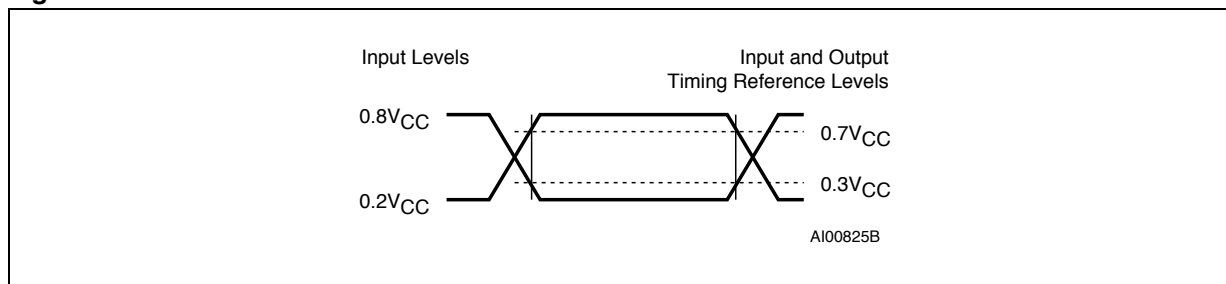 Input Levels
Input and Output
Timing Reference Levels
0.8VCC
0.7VCC
0.3VCC
0.2VCC
AI00825B